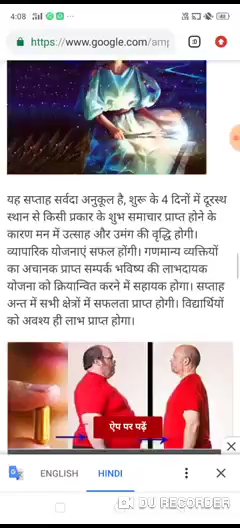 4:08
https://www.google.com/amp
यह सप्ताह सर्वदा अनुकूल है, शुरू के 4 दिनों में दूरस्थ
स्थान से किसी प्रकार के शुभ समाचार प्राप्त होने के
कारण मन में उत्साह और उमंग की वृद्धि होगी।
व्यापारिक योजनाएं सफल होंगी। गणमान्य व्यक्तियों
का अचानक प्राप्त सम्पर्क भविष्य की लाभदायक
योजना को क्रियान्वित करने में सहायक होगा। सप्ताह
अन्त में सभी क्षेत्रों में सफलता प्राप्त होगी। विद्यार्थियों
को अवश्य ही लाभ प्राप्त होगा।
ऐप पर पढ़ें
ENGLISH HINDI
DU RECORDER